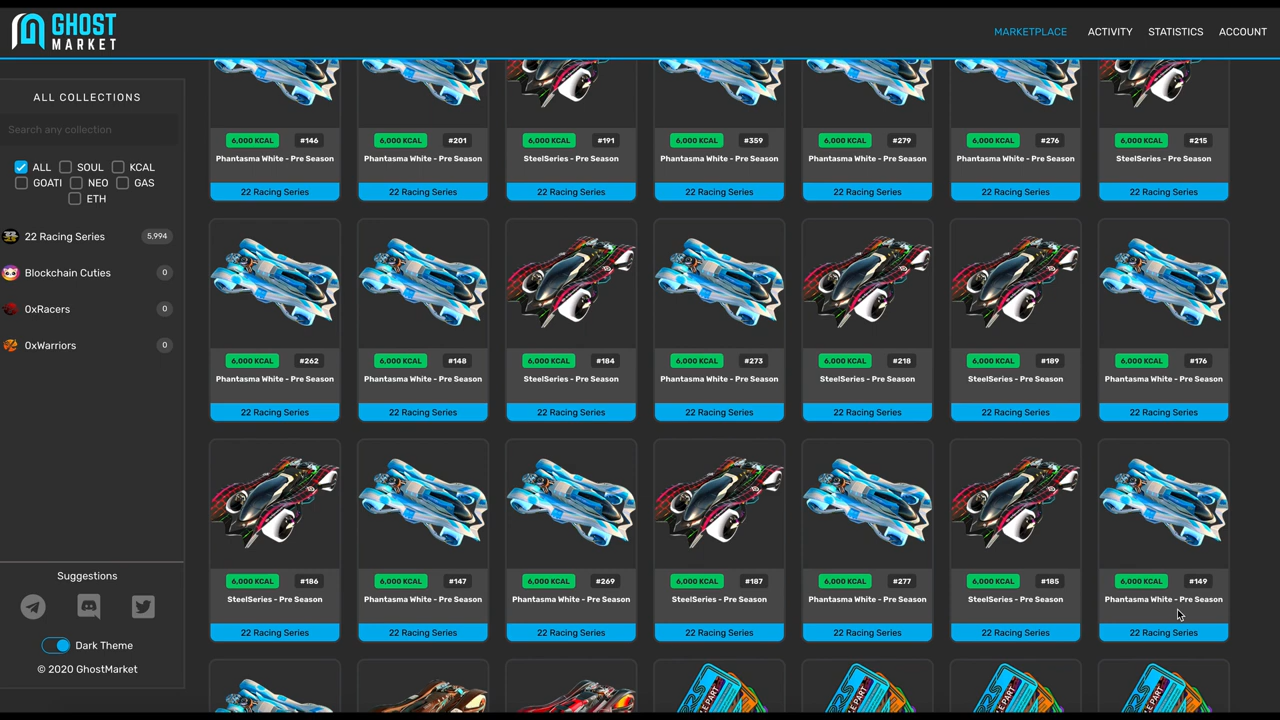 GHOST
MARKET
MARKETPLACE ACTIVITY STATISTICS ACCOUNT
ALL COLLECTIONS
Search any collection
ALL SOUL KCAL
GOATI NEO GAS
ETH
22 Racing Series 5,994
Blockchain Cuties 0
0xRacers 0
0xWarriors 0
Suggestions
Dark Theme
© 2020 GhostMarket
6,000 KCAL #146 6,000 KCAL #201 6,000 KCAL #191 6,000 KCAL #359 6,000 KCAL #279 6,000 KCAL #276 6,000 KCAL #215
Phantasma White - Pre Season Phantasma White - Pre Season SteelSeries - Pre Season Phantasma White - Pre Season Phantasma White - Pre Season Phantasma White - Pre Season SteelSeries - Pre Season
22 Racing Series 22 Racing Series 22 Racing Series 22 Racing Series 22 Racing Series 22 Racing Series 22 Racing Series
6,000 KCAL #262 6,000 KCAL #148 6,000 KCAL #184 6,000 KCAL #273 6,000 KCAL #218 6,000 KCAL #189 6,000 KCAL #176
Phantasma White - Pre Season Phantasma White - Pre Season SteelSeries - Pre Season Phantasma White - Pre Season SteelSeries - Pre Season SteelSeries - Pre Season Phantasma White - Pre Season
22 Racing Series 22 Racing Series 22 Racing Series 22 Racing Series 22 Racing Series 22 Racing Series 22 Racing Series
6,000 KCAL #186 6,000 KCAL #147 6,000 KCAL #269 6,000 KCAL #187 6,000 KCAL #277 6,000 KCAL #185 6,000 KCAL #149
SteelSeries - Pre Season Phantasma White - Pre Season Phantasma White - Pre Season SteelSeries - Pre Season Phantasma White - Pre Season SteelSeries - Pre Season Phantasma White - Pre Season
22 Racing Series 22 Racing Series 22 Racing Series 22 Racing Series 22 Racing Series 22 Racing Series 22 Racing Series